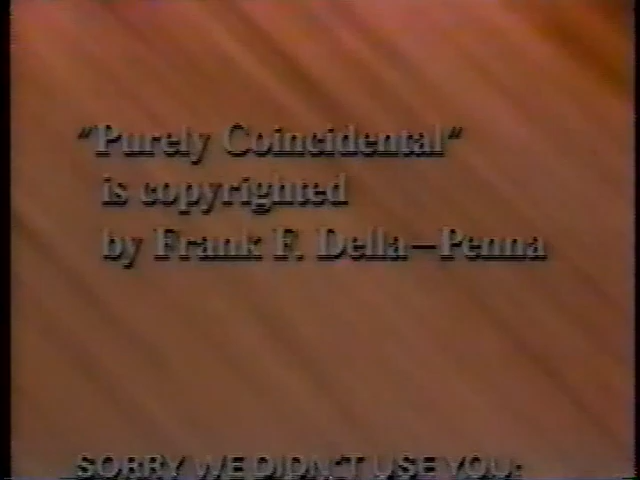 "Purely Coincidental"
is copyrighted
by Frank F. Della-Penna
SORRY WE DIDN'T USE YOU: